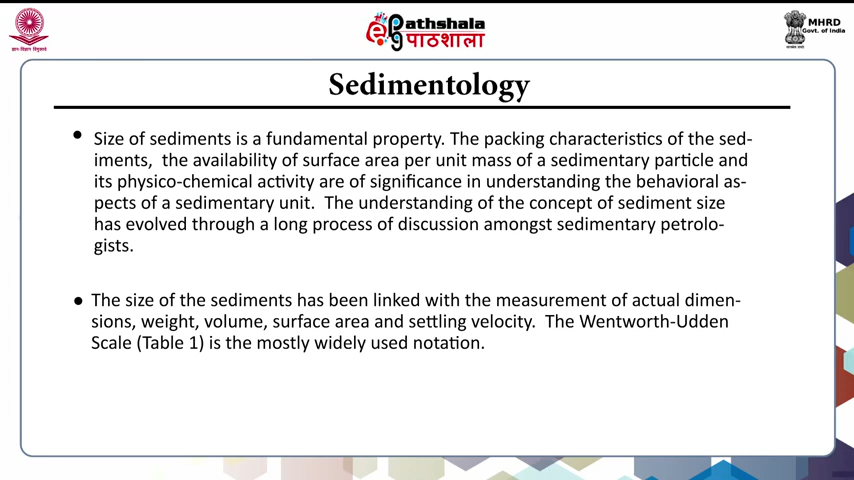 Pathshala
पाठशाला
MHRD
Govt. of India
Sedimentology
• Size of sediments is a fundamental property. The packing characteristics of the sed-
iments,  the availability of surface area per unit mass of a sedimentary particle and
its physico-chemical activity are of significance in understanding the behavioral as-
pects of a sedimentary unit.  The understanding of the concept of sediment size
has evolved through a long process of discussion amongst sedimentary petrolo-
gists.
• The size of the sediments has been linked with the measurement of actual dimen-
sions, weight, volume, surface area and settling velocity.  The Wentworth-Udden
Scale (Table 1) is the mostly widely used notation.